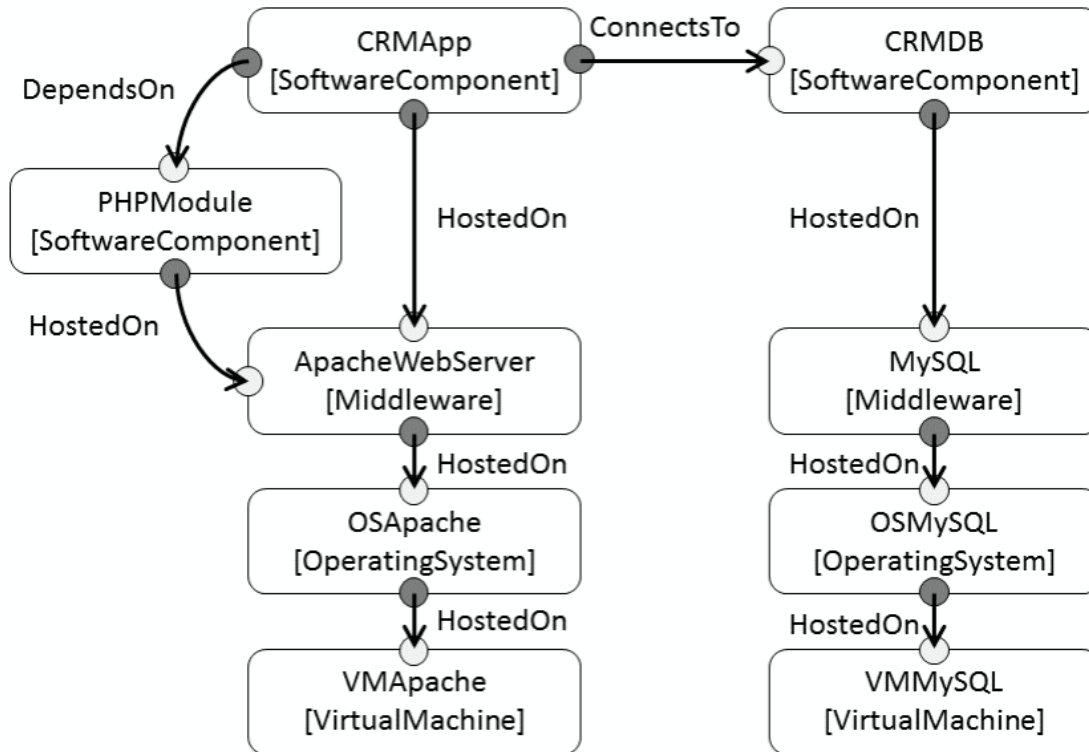 CRMApp
[SoftwareComponent]
ConnectsTo
CRMDB
[SoftwareComponent]
DependsOn
PHPModule
[SoftwareComponent]
HostedOn
HostedOn
HostedOn
ApacheWebServer
[Middleware]
MySQL
[Middleware]
HostedOn
HostedOn
OSApache
[OperatingSystem]
OSMySQL
[OperatingSystem]
HostedOn
HostedOn
VMApache
[VirtualMachine]
VMMySQL
[VirtualMachine]